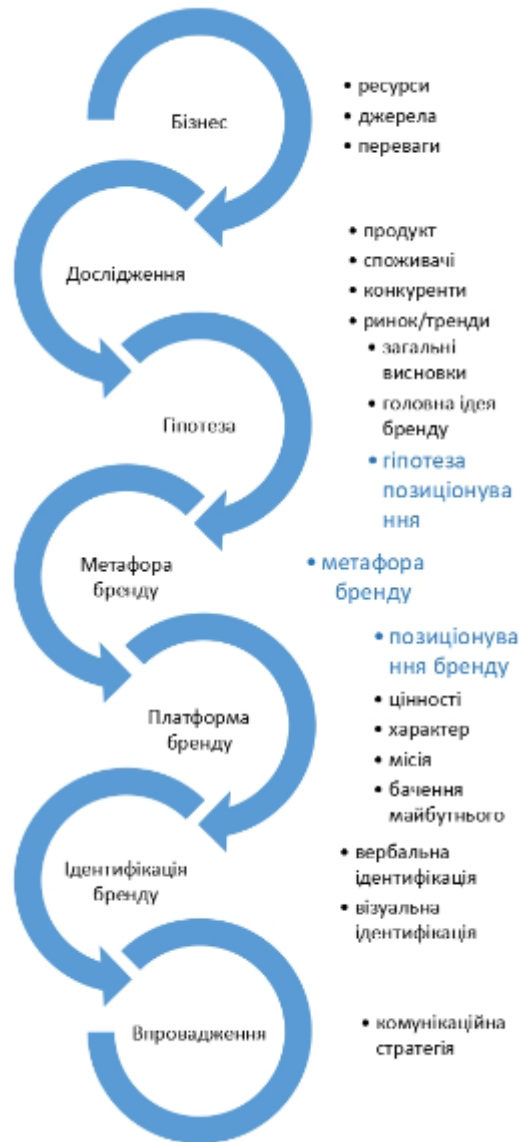 Бізнес
• ресурси
• джерела
• переваги
Дослідження
• продукт
• споживачі
• конкуренти
• ринок/тренди
Гіпотеза
• загальні
висновки
• головна ідея
бренду
• гіпотеза
позиціонува
ння
Метафора
бренду
• метафора
бренду
Платформа
бренду
• позиціонува
ння бренду
• цінності
• характер
• місія
• бачення
майбутнього
Ідентифікація
бренду
• вербальна
ідентифікація
• візуальна
ідентифікація
Впровадження
• комунікаційна
стратегія